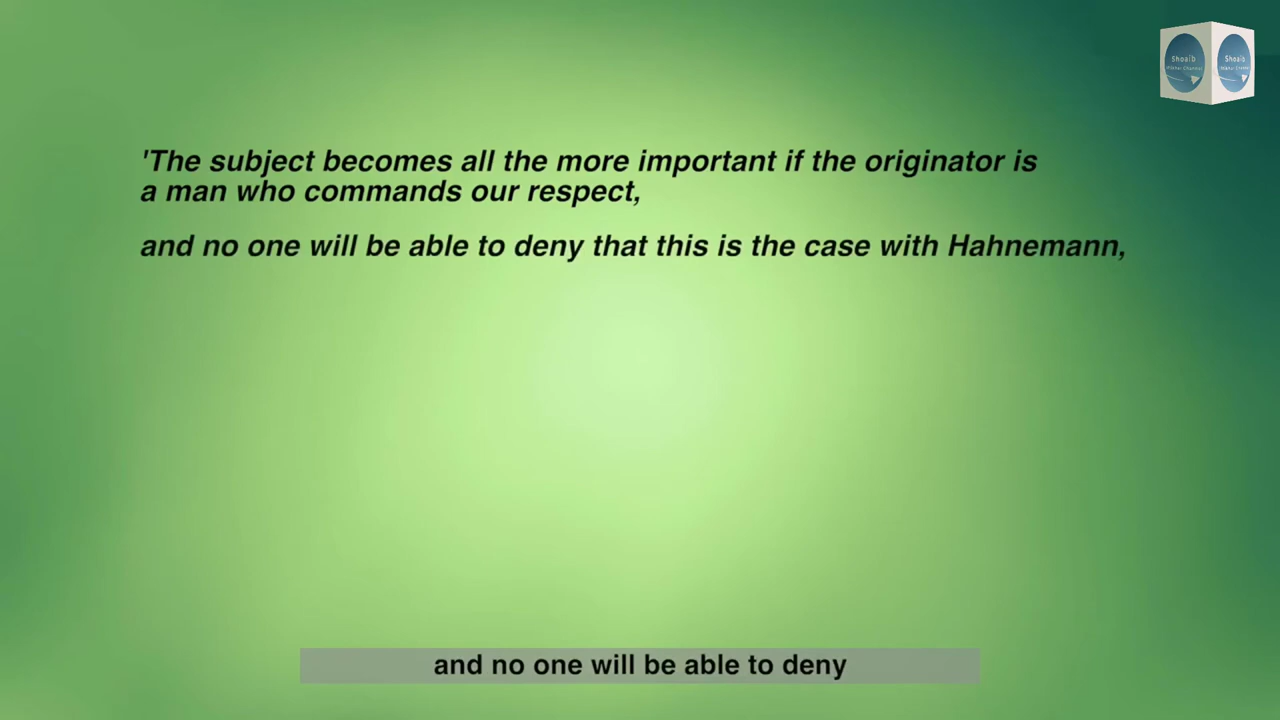 Shoaib
Shoaib
'The subject becomes all the more important if the originator is
a man who commands our respect,
and no one will be able to deny that this is the case with Hahnemann,
and no one will be able to deny